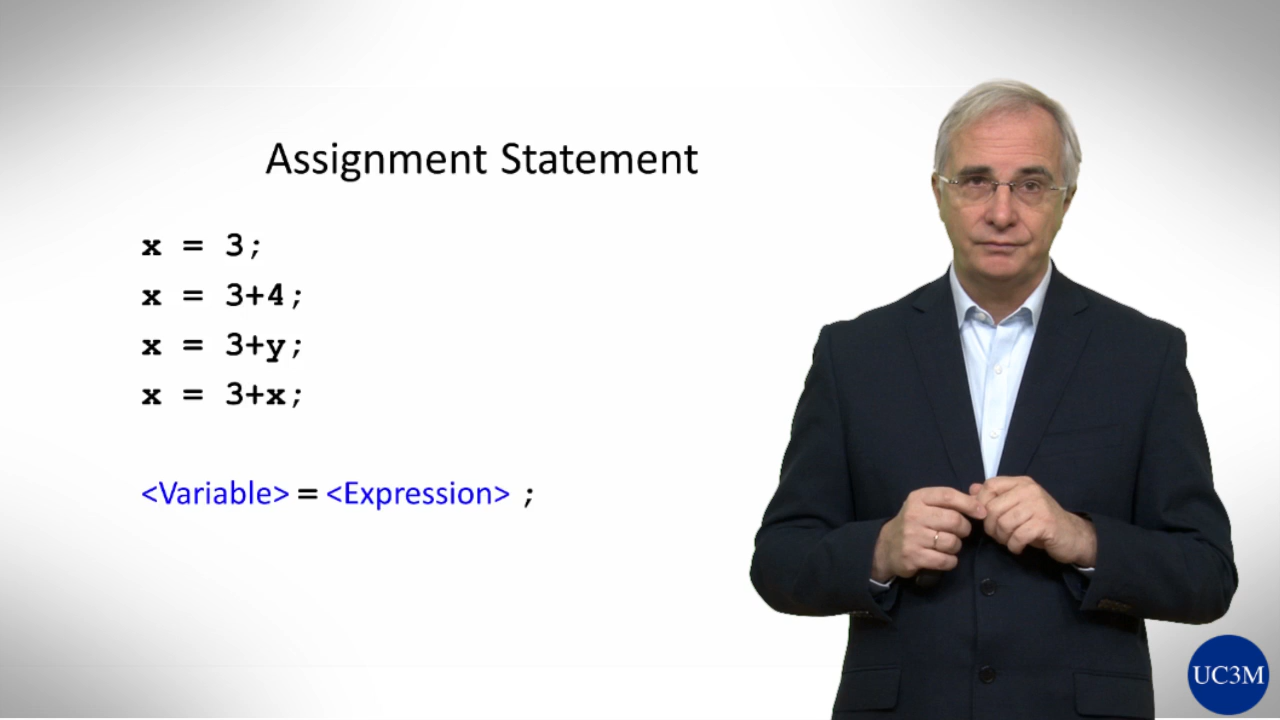 Assignment Statement
x = 3;
x = 3+4;
x = 3+y;
x = 3+x;
<Variable> = <Expression> ;
UC3M